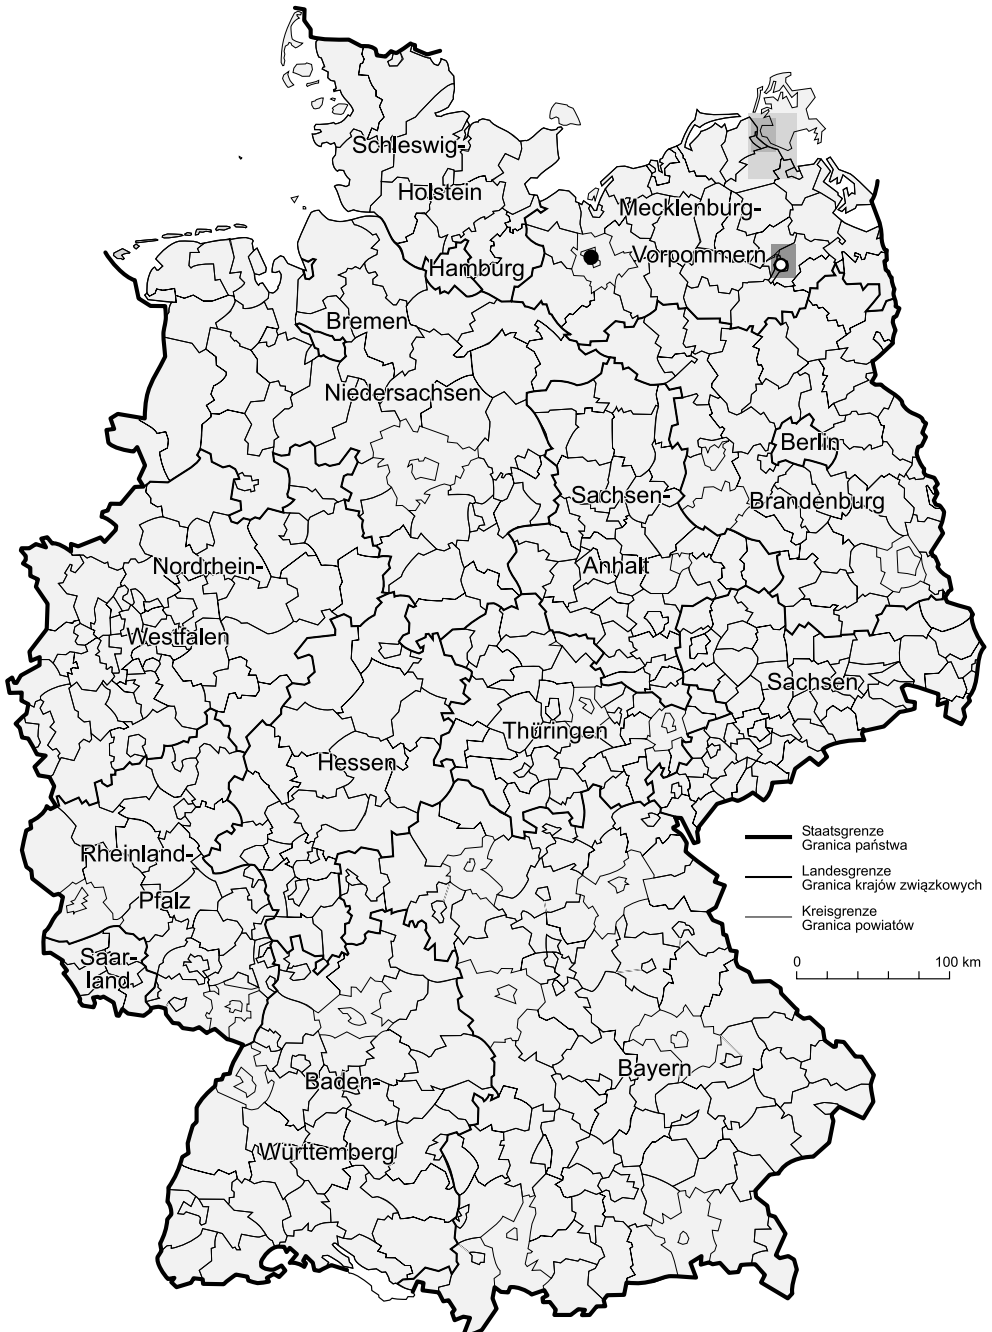 Schleswig-
Holstein
Mecklenburg-
Vorpommern
Hamburg
Bremen
Niedersachsen
Berlin
Brandenburg
Sachsen-
Anhalt
Nordrhein-
Westfalen
Sachsen
Thüringen
Hessen
Rheinland-
Pfalz
Saar-
land
Bayern
Baden-
Württemberg
Staatsgrenze
Granica państwa
Landesgrenze
Granica krajów związkowych
Kreisgrenze
Granica powiatów
0 100 km